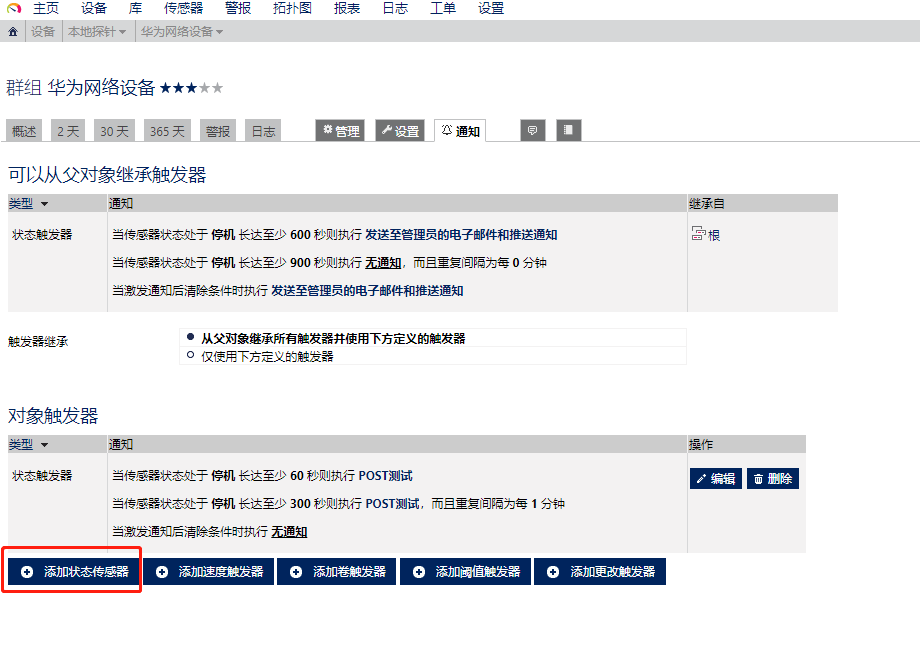 主页 设备 库 传感器 警报 拓扑图 报表 日志 工单 设置
设备 本地探针 华为网络设备
群组 华为网络设备 ★★★★★
概述 2 天 30 天 365 天 警报 日志 管理 设置 通知
可以从父对象继承触发器
类型 通知 继承自
状态触发器 当传感器状态处于 停机 长达至少 600 秒则执行 发送至管理员的电子邮件和推送通知 根
当传感器状态处于 停机 长达至少 900 秒则执行 无通知，而且重复间隔为每 0 分钟
当激发通知后清除条件时执行 发送至管理员的电子邮件和推送通知
触发器继承 从父对象继承所有触发器并使用下方定义的触发器
仅使用下方定义的触发器
对象触发器
类型 通知 操作
状态触发器 当传感器状态处于 停机 长达至少 60 秒则执行 POST测试 编辑 删除
当传感器状态处于 停机 长达至少 300 秒则执行 POST测试，而且重复间隔为每 1 分钟
当激发通知后清除条件时执行 无通知
添加状态传感器 添加速度触发器 添加卷触发器 添加阈值触发器 添加更改触发器